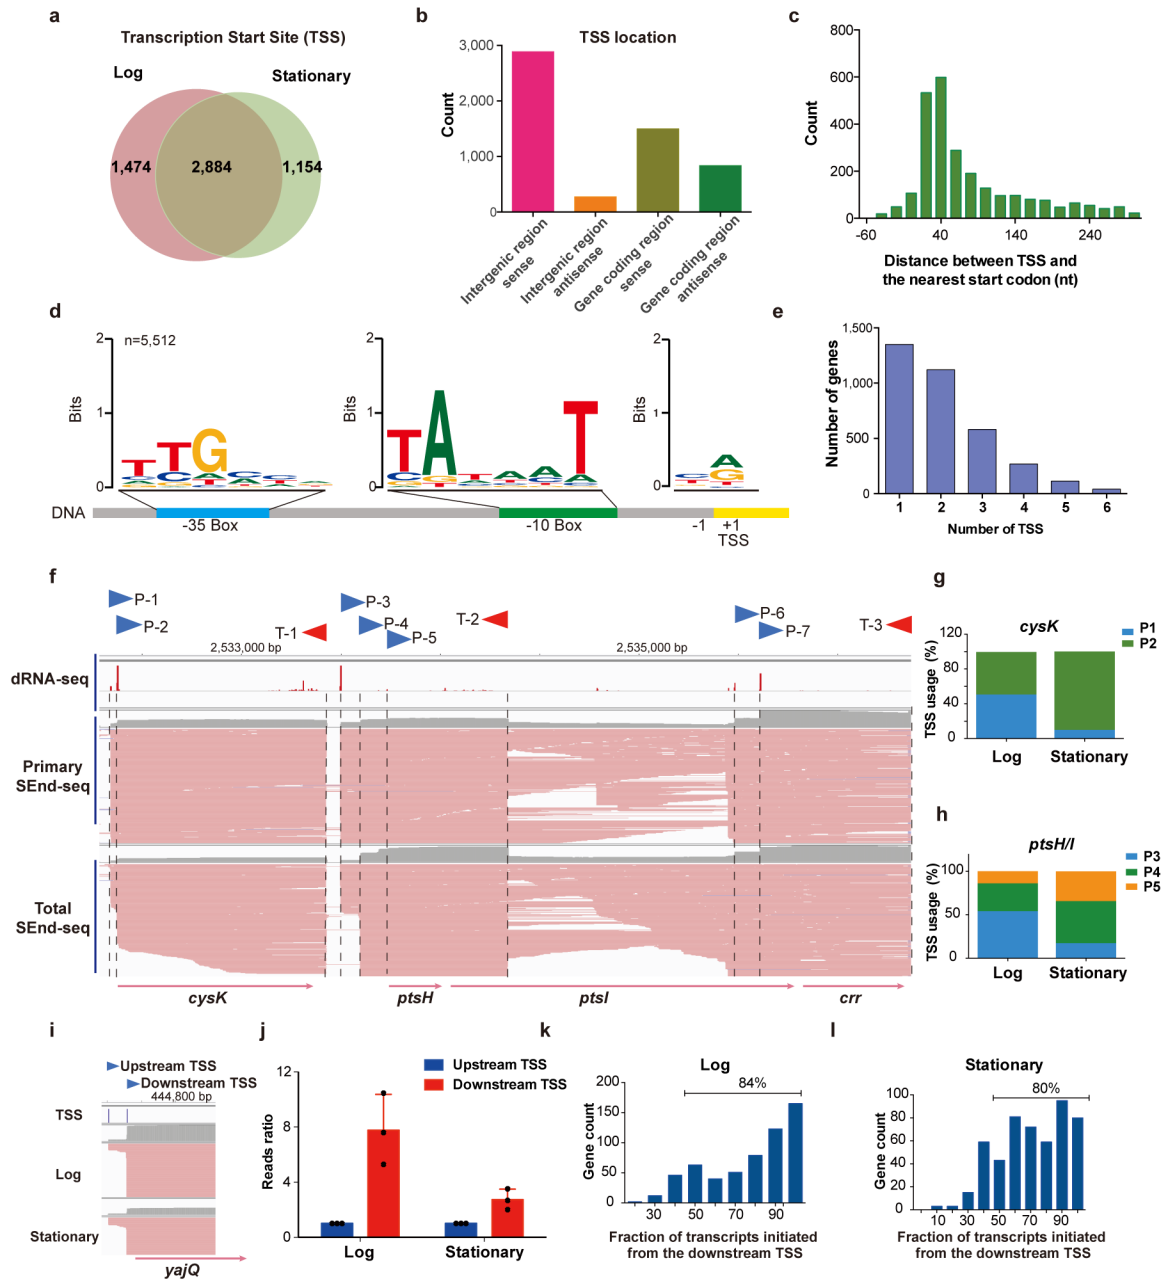 a
Transcription Start Site (TSS)
Log
Stationary
1,474
2,884
1,154
b
TSS location
Count
3,000
2,000
1,000
0
Intergenic region
sense
Intergenic region
antisense
Gene coding region
sense
Gene coding region
antisense
c
Count
800
600
400
200
0
-60
40
140
240
Distance between TSS and
the nearest start codon (nt)
d
n=5,512
Bits
2
1
0
Bits
2
1
0
Bits
2
1
0
DNA
-35 Box
-10 Box
-1
+1
TSS
e
Number of genes
1,500
1,000
500
0
1
2
3
4
5
6
Number of TSS
f
P-1
P-2
T-1
P-3
P-4
P-5
T-2
P-6
P-7
T-3
2,533,000 bp
2,535,000 bp
dRNA-seq
Primary
SEnd-seq
Total
SEnd-seq
cysK
ptsH
ptsI
crr
g
cysK
P1
P2
TSS usage (%)
120
80
40
0
Log
Stationary
h
ptsH/I
P3
P4
P5
TSS usage (%)
100
50
0
Log
Stationary
i
Upstream TSS
Downstream TSS
444,800 bp
TSS
Log
Stationary
yajQ
j
Upstream TSS
Downstream TSS
Reads ratio
12
8
4
0
Log
Stationary
k
Log
84%
Gene count
200
150
100
50
0
30
50
70
90
Fraction of transcripts initiated
from the downstream TSS
l
Stationary
80%
Gene count
100
80
60
40
20
0
10
30
50
70
90
Fraction of transcripts initiated
from the downstream TSS